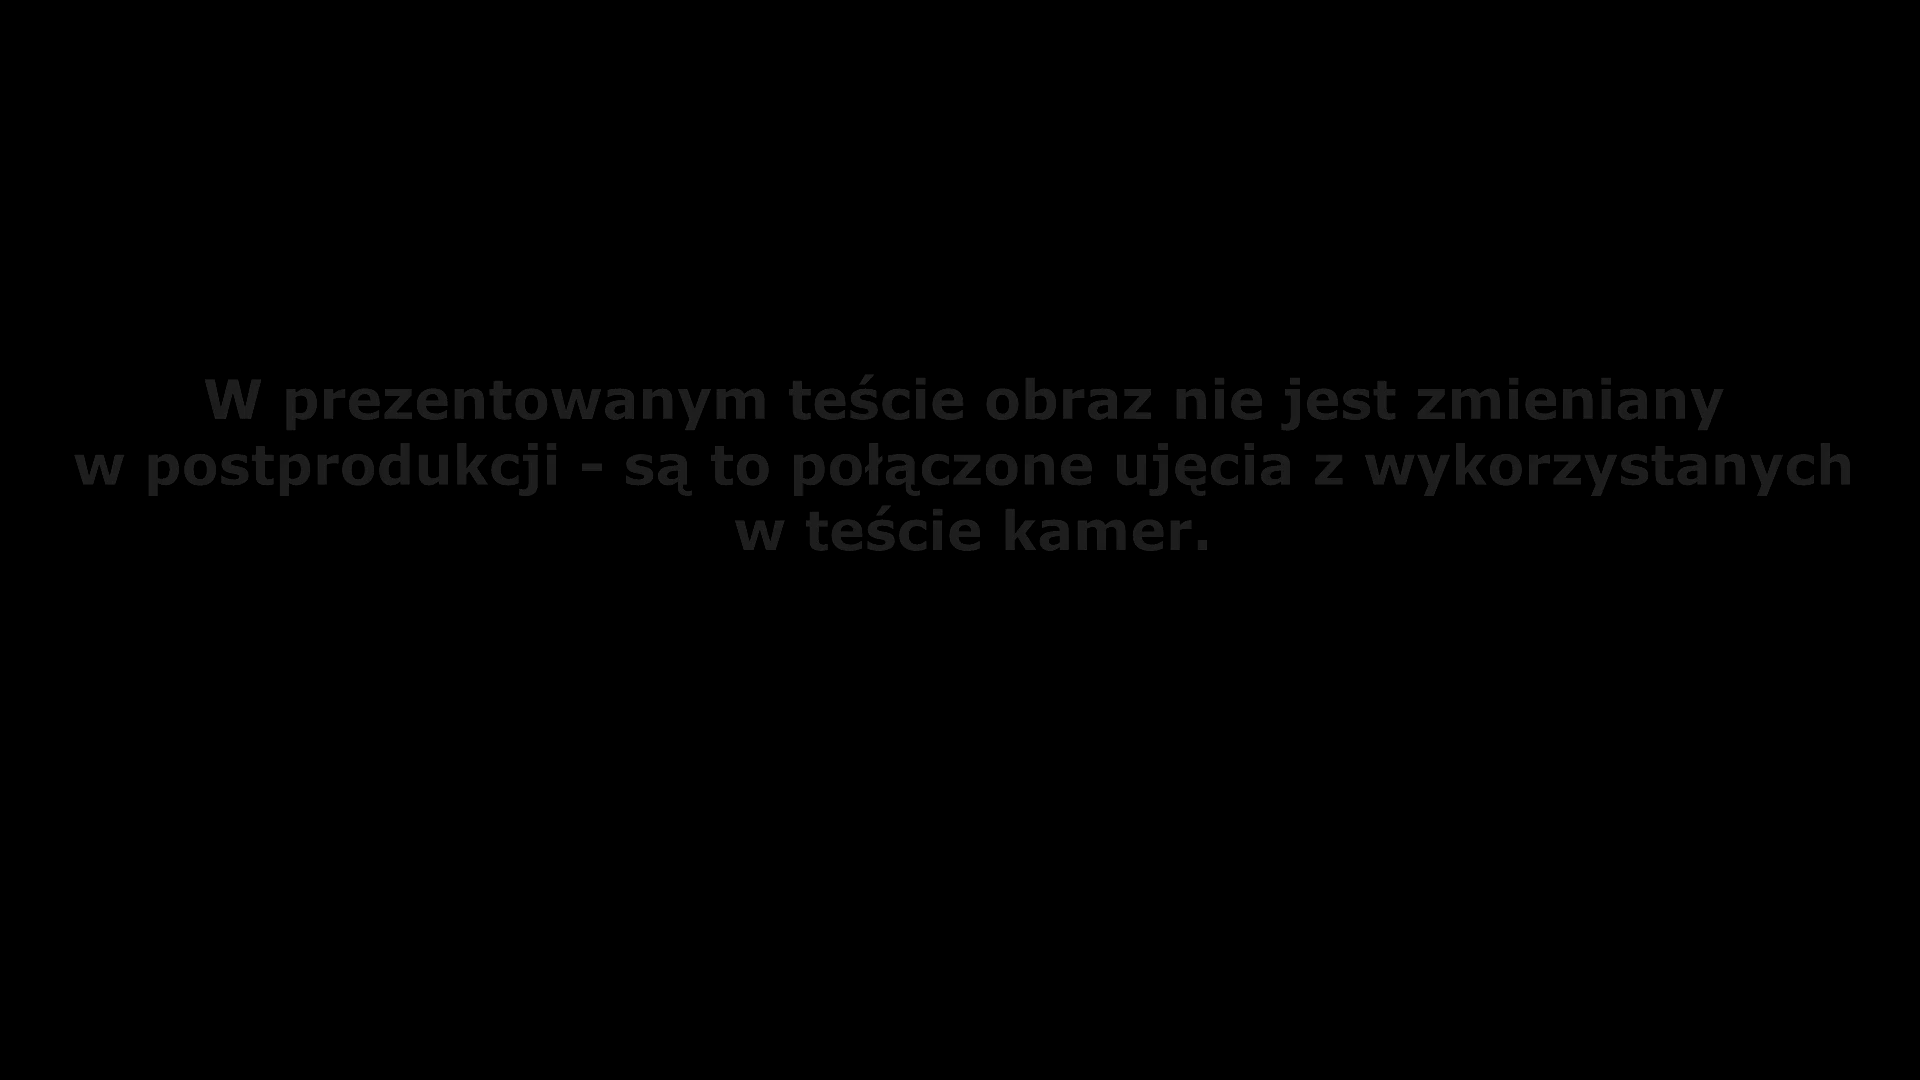 W prezentowanym teście obraz nie jest zmieniany
w postprodukcji - są to połączone ujęcia z wykorzystanych
w teście kamer.